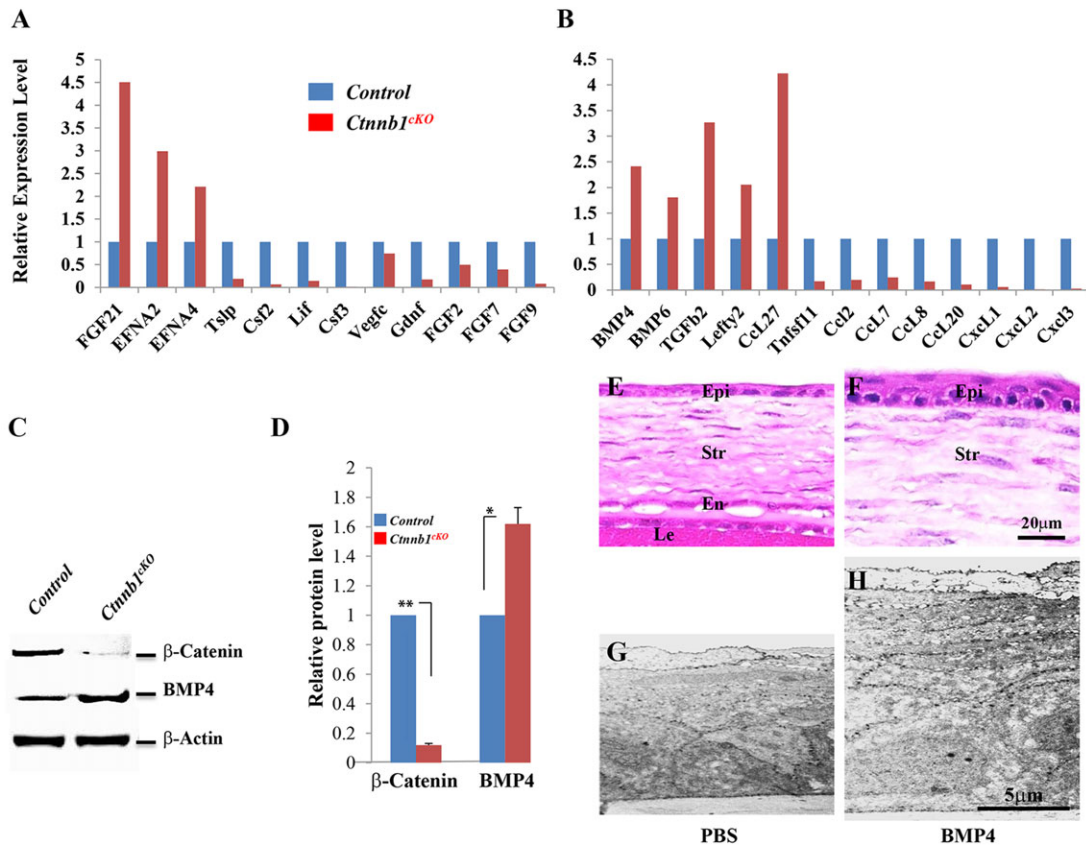 A
Relative Expression Level
5
4.5
4
3.5
3
2.5
2
1.5
1
0.5
0
Control
Ctnnb1cKO
FGF21
EFNA2
EFNA4
Tslp
Csf2
Lif
Csf3
Vegfc
Gdnf
FGF2
FGF7
FGF9
B
4.5
4
3.5
3
2.5
2
1.5
1
0.5
0
BMP4
BMP6
TGFb2
Lefty2
CcL27
Tnfsf11
Ccl2
CcL7
CcL8
CcL20
CxcL1
CxcL2
Cxcl3
C
Control
Ctnnb1cKO
β-Catenin
BMP4
β-Actin
D
Relative protein level
2
1.8
1.6
1.4
1.2
1
0.8
0.6
0.4
0.2
0
Control
Ctnnb1cKO
**
*
β-Catenin
BMP4
E
Epi
Str
En
Le
F
Epi
Str
20μm
G
H
5μm
PBS
BMP4